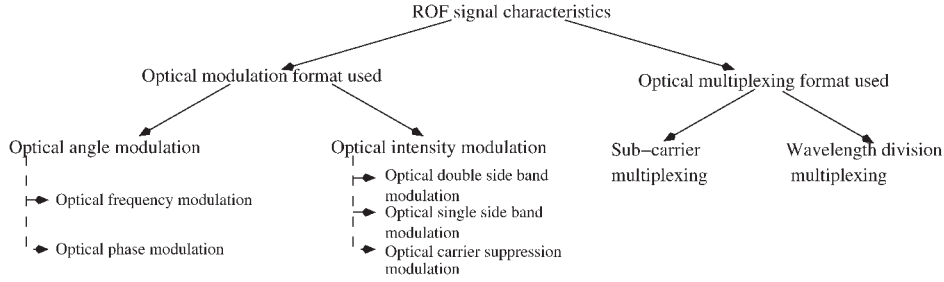 ROF signal characteristics
Optical modulation format used
Optical multiplexing format used
Optical angle modulation
Optical frequency modulation
Optical phase modulation
Optical intensity modulation
Optical double side band
modulation
Optical single side band
modulation
Optical carrier suppression
modulation
Sub−carrier
multiplexing
Wavelength division
multiplexing